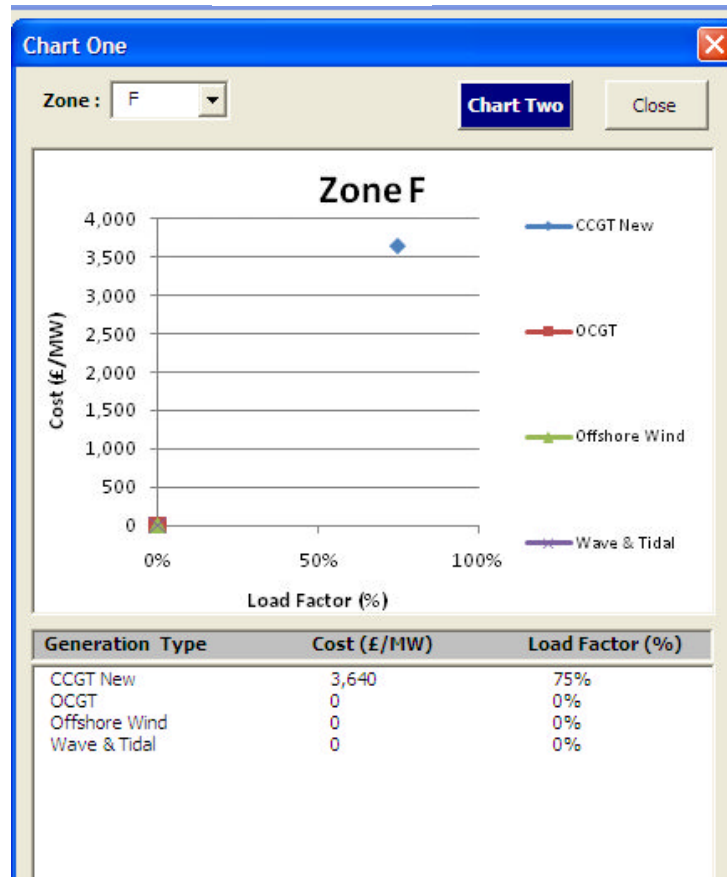 Chart One
Zone : F
Chart Two
Close
Zone F
4,000
3,500
3,000
2,500
2,000
1,500
1,000
500
0
Cost (£/MW)
0% 50% 100%
Load Factor (%)
CCGT New
OCGT
Offshore Wind
Wave & Tidal
Generation Type Cost (£/MW) Load Factor (%)
CCGT New 3,640 75%
OCGT 0 0%
Offshore Wind 0 0%
Wave & Tidal 0 0%